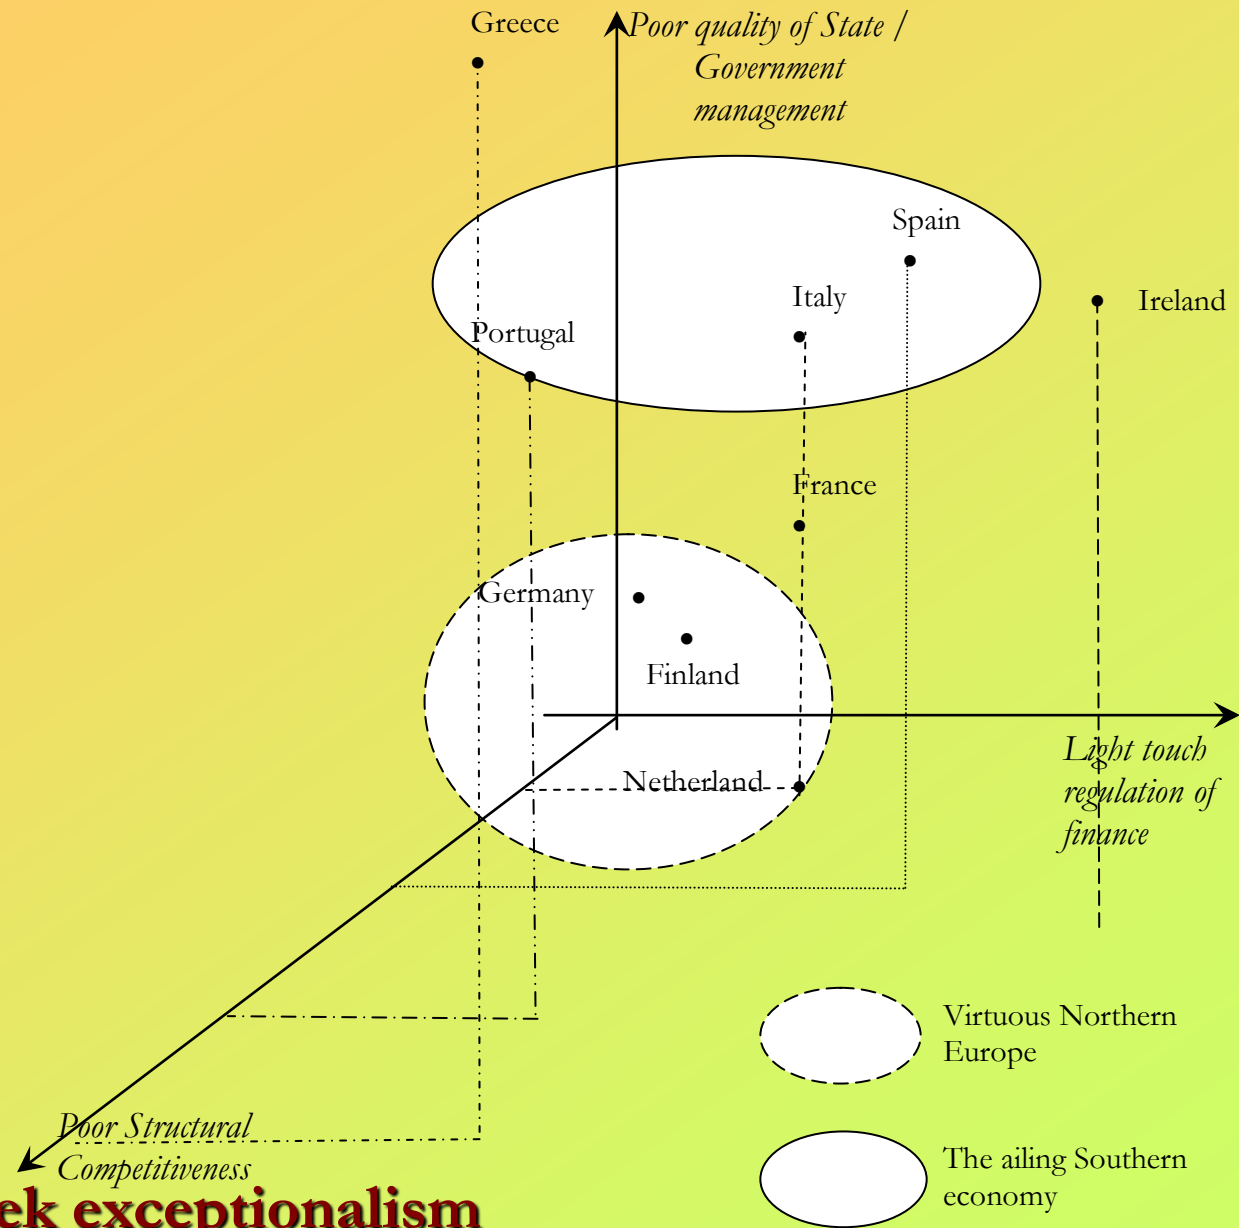 Greece
Poor quality of State /
Government
management
Spain
Italy
Ireland
Portugal
France
Germany
Finland
Light touch
regulation of
finance
Netherland
Virtuous Northern
Europe
Poor Structural
Competitiveness
The ailing Southern
economy
exceptionalism